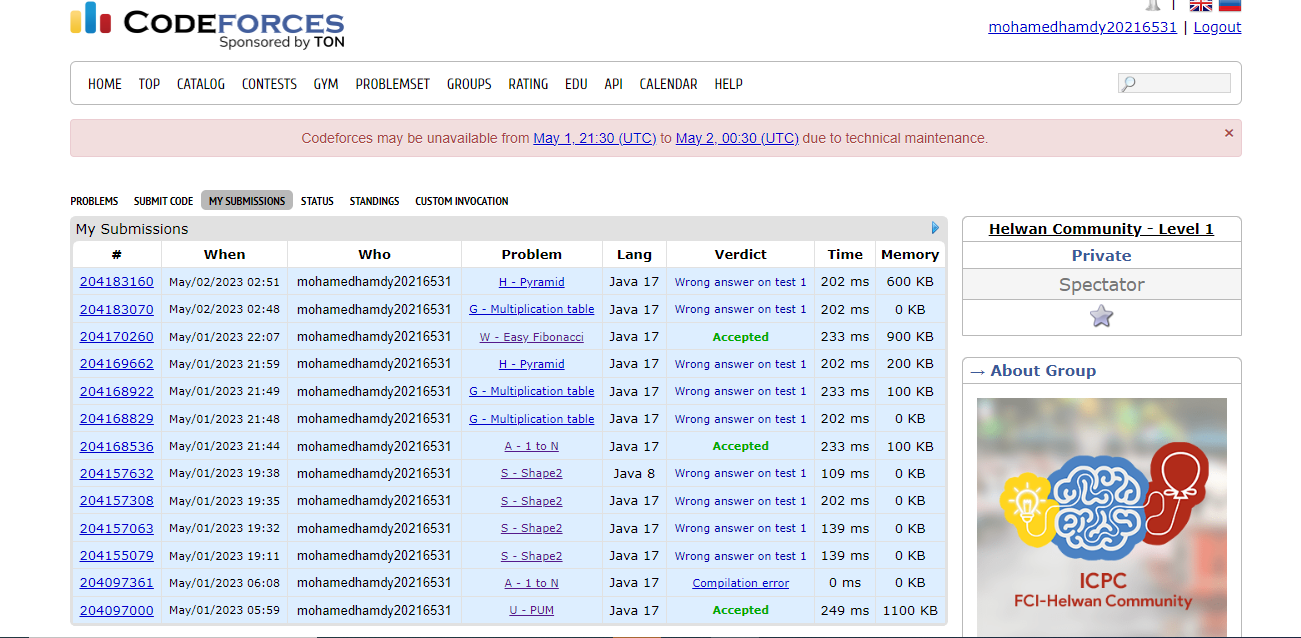 CODEFORCES
Sponsored by TON
mohamedhamdy20216531 | Logout
HOME TOP CATALOG CONTESTS GYM PROBLEMSET GROUPS RATING EDU API CALENDAR HELP
Codeforces may be unavailable from May 1, 21:30 (UTC) to May 2, 00:30 (UTC) due to technical maintenance. ×
PROBLEMS SUBMIT CODE MY SUBMISSIONS STATUS STANDINGS CUSTOM INVOCATION
My Submissions
# When Who Problem Lang Verdict Time Memory
204183160 May/02/2023 02:51 mohamedhamdy20216531 H - Pyramid Java 17 Wrong answer on test 1 202 ms 600 KB
204183070 May/02/2023 02:48 mohamedhamdy20216531 G - Multiplication table Java 17 Wrong answer on test 1 202 ms 0 KB
204170260 May/01/2023 22:07 mohamedhamdy20216531 W - Easy Fibonacci Java 17 Accepted 233 ms 900 KB
204169662 May/01/2023 21:59 mohamedhamdy20216531 H - Pyramid Java 17 Wrong answer on test 1 202 ms 200 KB
204168922 May/01/2023 21:49 mohamedhamdy20216531 G - Multiplication table Java 17 Wrong answer on test 1 233 ms 100 KB
204168829 May/01/2023 21:48 mohamedhamdy20216531 G - Multiplication table Java 17 Wrong answer on test 1 202 ms 0 KB
204168536 May/01/2023 21:44 mohamedhamdy20216531 A - 1 to N Java 17 Accepted 233 ms 100 KB
204157632 May/01/2023 19:38 mohamedhamdy20216531 S - Shape2 Java 8 Wrong answer on test 1 109 ms 0 KB
204157308 May/01/2023 19:35 mohamedhamdy20216531 S - Shape2 Java 17 Wrong answer on test 1 202 ms 0 KB
204157063 May/01/2023 19:32 mohamedhamdy20216531 S - Shape2 Java 17 Wrong answer on test 1 139 ms 0 KB
204155079 May/01/2023 19:11 mohamedhamdy20216531 S - Shape2 Java 17 Wrong answer on test 1 139 ms 0 KB
204097361 May/01/2023 06:08 mohamedhamdy20216531 A - 1 to N Java 17 Compilation error 0 ms 0 KB
204097000 May/01/2023 05:59 mohamedhamdy20216531 U - PUM Java 17 Accepted 249 ms 1100 KB
Helwan Community - Level 1
Private
Spectator
→ About Group
ICPC
FCI-Helwan Community